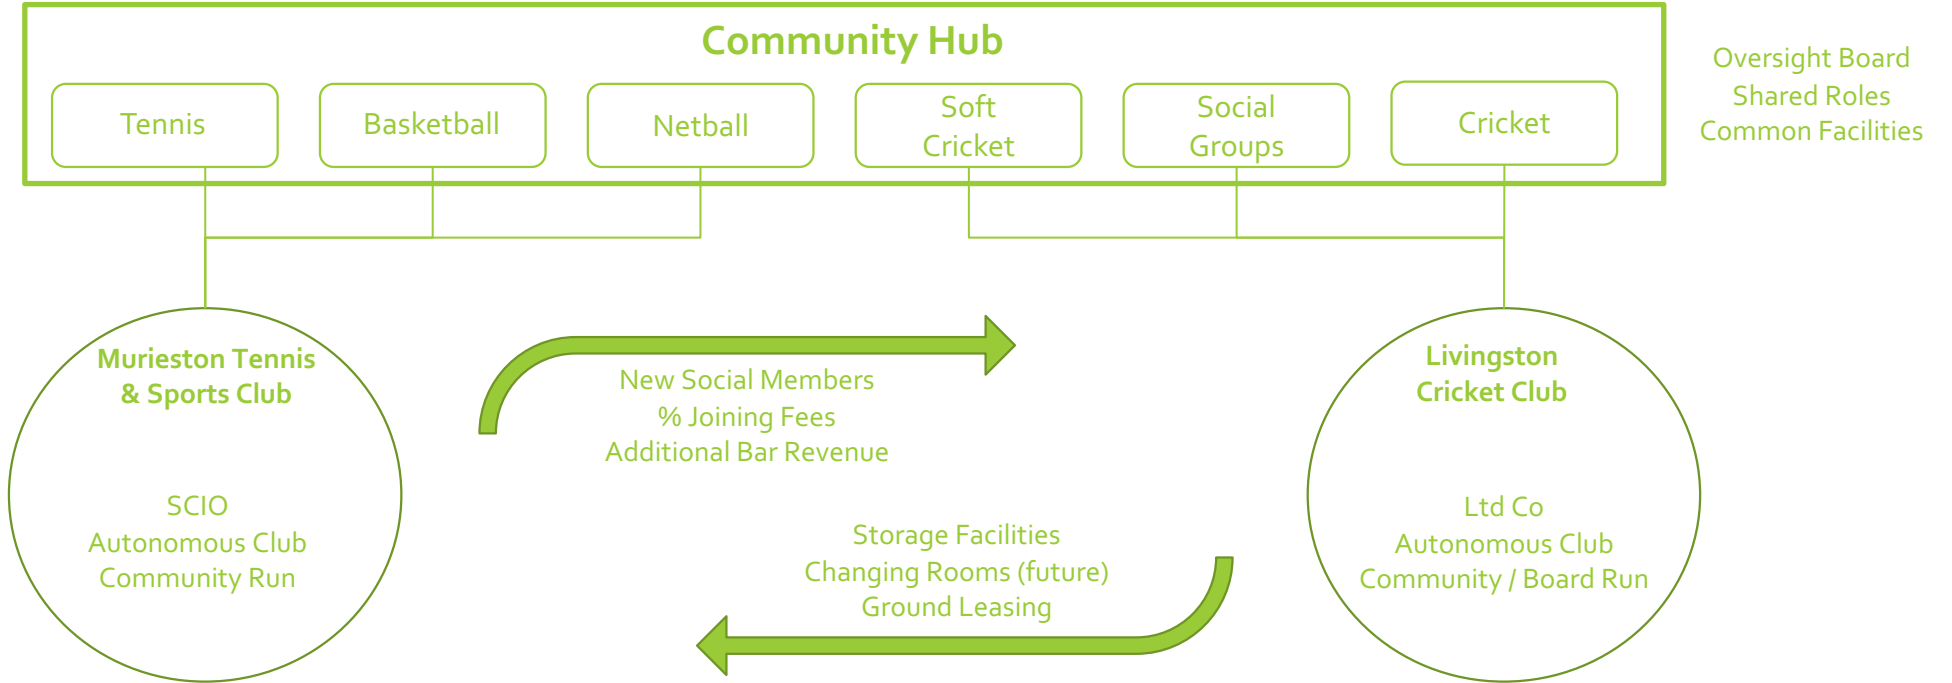 Community Hub
Oversight Board
Shared Roles
Common Facilities
Tennis
Basketball
Netball
Soft
Cricket
Social
Groups
Cricket
Murieston Tennis
& Sports Club
SCIO
Autonomous Club
Community Run
New Social Members
% Joining Fees
Additional Bar Revenue
Storage Facilities
Changing Rooms (future)
Ground Leasing
Livingston
Cricket Club
Ltd Co
Autonomous Club
Community / Board Run